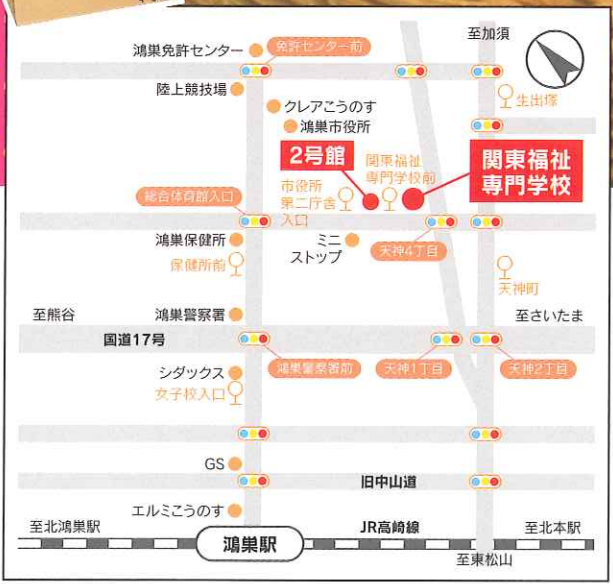 至加須
鴻巣免許センター
免許センター前
陸上競技場
生出塚
クレアこうのす
鴻巣市役所
2号館
関東福祉
専門学校前
関東福祉
専門学校
市役所
第二庁舎
入口
総合体育館入口
鴻巣保健所
ミニ
ストップ
天神4丁目
保健所前
天神町
至熊谷
鴻巣警察署
至さいたま
国道17号
鴻巣警察署前
天神1丁目
天神2丁目
シダックス
女子校入口
GS
旧中山道
エルミこうのす
至北鴻巣駅
鴻巣駅
JR高崎線
至北本駅
至東松山